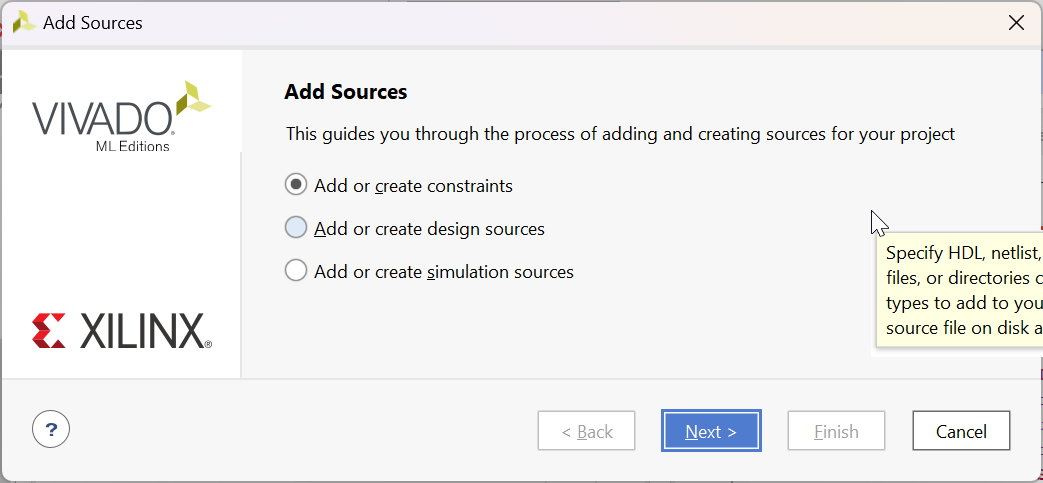 Add Sources
VIVADO
ML Editions
Add Sources
This guides you through the process of adding and creating sources for your project
Add or create constraints
Add or create design sources
Add or create simulation sources
Specify HDL, netlist,
files, or directories
types to add to you
source file on disk a
XILINX®
?
< Back
Next >
Finish
Cancel